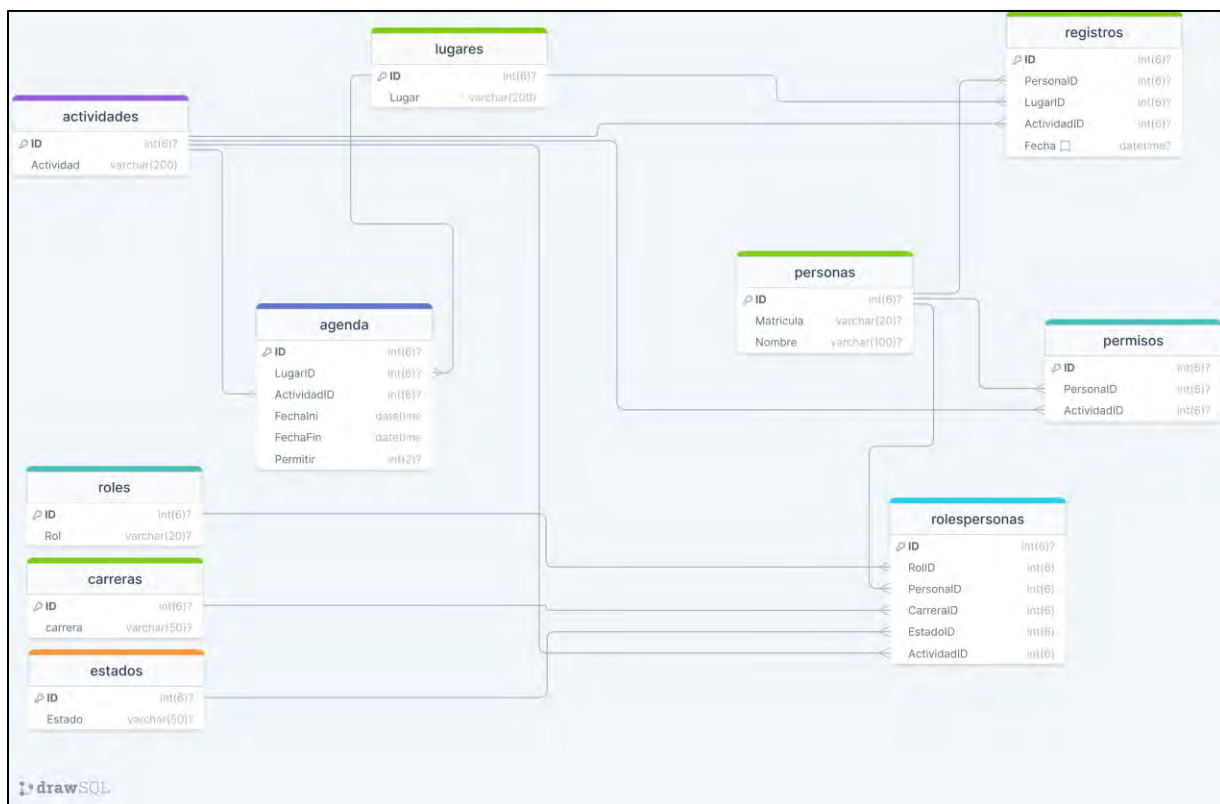 lugares
ID int(6)?
Lugar varchar(200)
registros
ID int(6)?
PersonaID int(6)?
LugarID int(6)?
ActividadID int(6)?
Fecha datetime?
actividades
ID int(6)?
Actividad varchar(200)
personas
ID int(6)?
Matricula varchar(20)?
Nombre varchar(100)?
agenda
ID int(6)?
LugarID int(6)?
ActividadID int(6)?
FechaIni datetime
FechaFin datetime
Permitir int(2)?
permisos
ID int(6)?
PersonaID int(6)?
ActividadID int(6)?
roles
ID int(6)?
Rol varchar(20)?
rolespersonas
ID int(6)?
RolID int(6)
PersonaID int(6)
CarreraID int(6)
EstadoID int(6)
ActividadID int(6)
carreras
ID int(6)?
carrera varchar(50)?
estados
ID int(6)?
Estado varchar(50)?
drawSQL